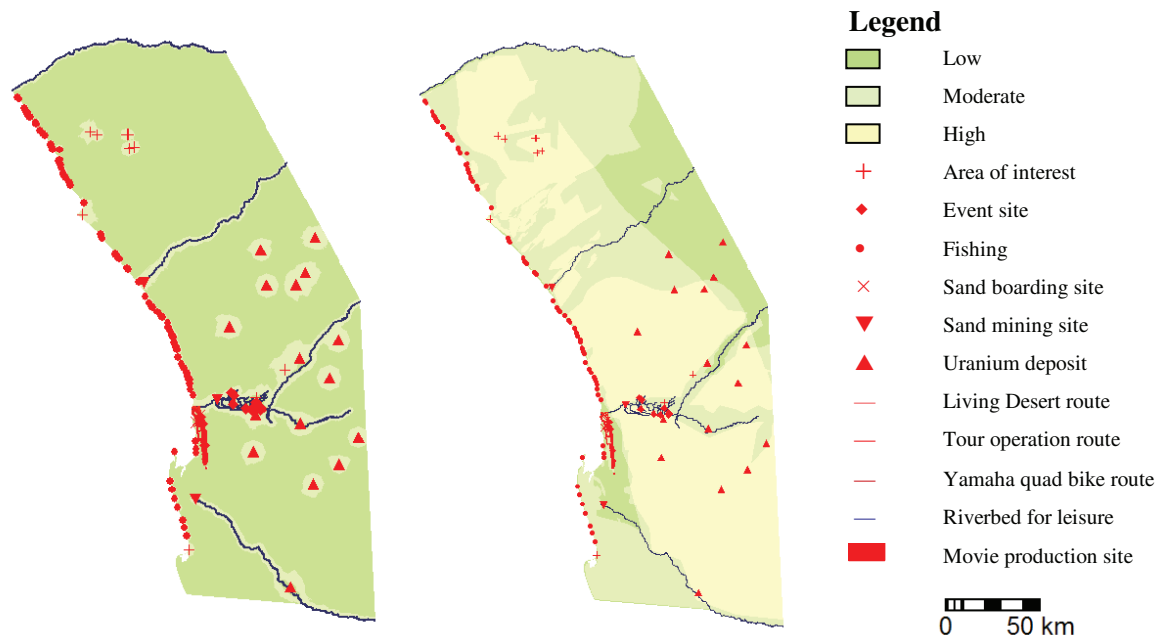 Legend
Low
Moderate
High
Area of interest
Event site
Fishing
Sand boarding site
Sand mining site
Uranium deposit
Living Desert route
Tour operation route
Yamaha quad bike route
Riverbed for leisure
Movie production site
0 50 km